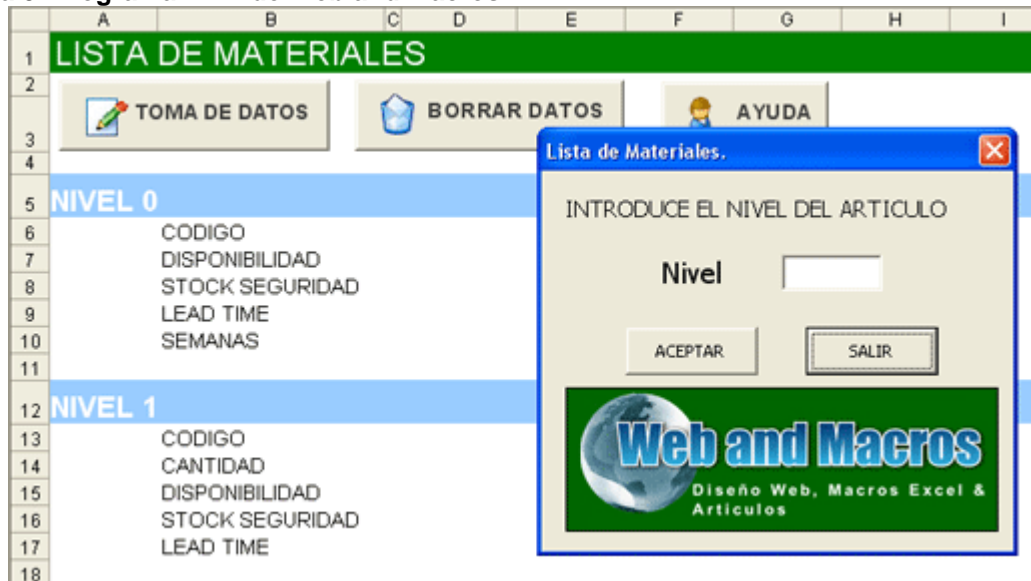 A B C D E F G H I
1 LISTA DE MATERIALES
2
3 TOMA DE DATOS BORRAR DATOS AYUDA
4
5 NIVEL 0
6 CODIGO
7 DISPONIBILIDAD
8 STOCK SEGURIDAD
9 LEAD TIME
10 SEMANAS
11
12 NIVEL 1
13 CODIGO
14 CANTIDAD
15 DISPONIBILIDAD
16 STOCK SEGURIDAD
17 LEAD TIME
18
Lista de Materiales.
INTRODUCE EL NIVEL DEL ARTICULO
Nivel
ACEPTAR SALIR
Web and Macros
Diseño Web, Macros Excel &
Articulos